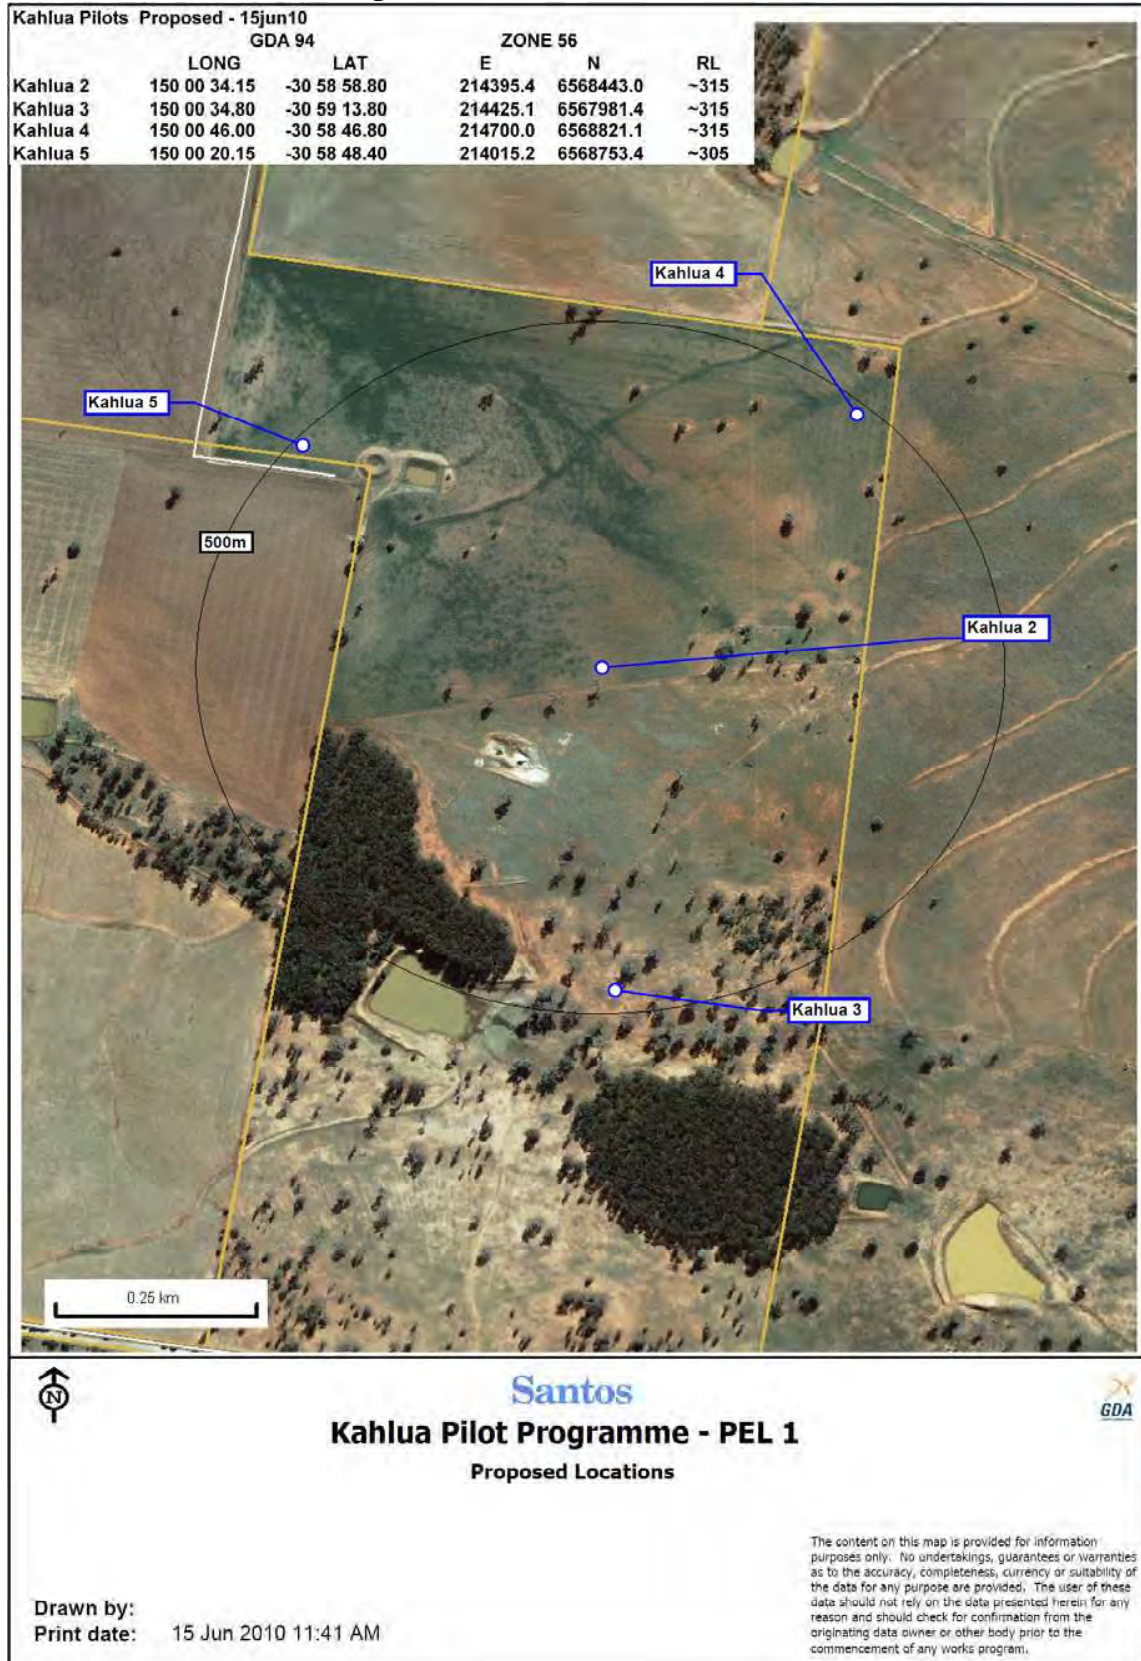 Kahlua Pilots Proposed - 15jun10
GDA 94 ZONE 56
LONG LAT E N RL
Kahlua 2 150 00 34.15 -30 58 58.80 214395.4 6568443.0 ~315
Kahlua 3 150 00 34.80 -30 59 13.80 214425.1 6567981.4 ~315
Kahlua 4 150 00 46.00 -30 58 46.80 214700.0 6568821.1 ~315
Kahlua 5 150 00 20.15 -30 58 48.40 214015.2 6568753.4 ~305
Kahlua 4
Kahlua 5
500m
Kahlua 2
Kahlua 3
0.25 km
N
Santos
GDA
Kahlua Pilot Programme - PEL 1
Proposed Locations
The content on this map is provided for information
purposes only. No undertakings, guarantees or warranties
as to the accuracy, completeness, currency or suitability of
the data for any purpose are provided. The user of these
data should not rely on the data presented herein for any
reason and should check for confirmation from the
originating data owner or other body prior to the
commencement of any works program.
Drawn by:
Print date: 15 Jun 2010 11:41 AM